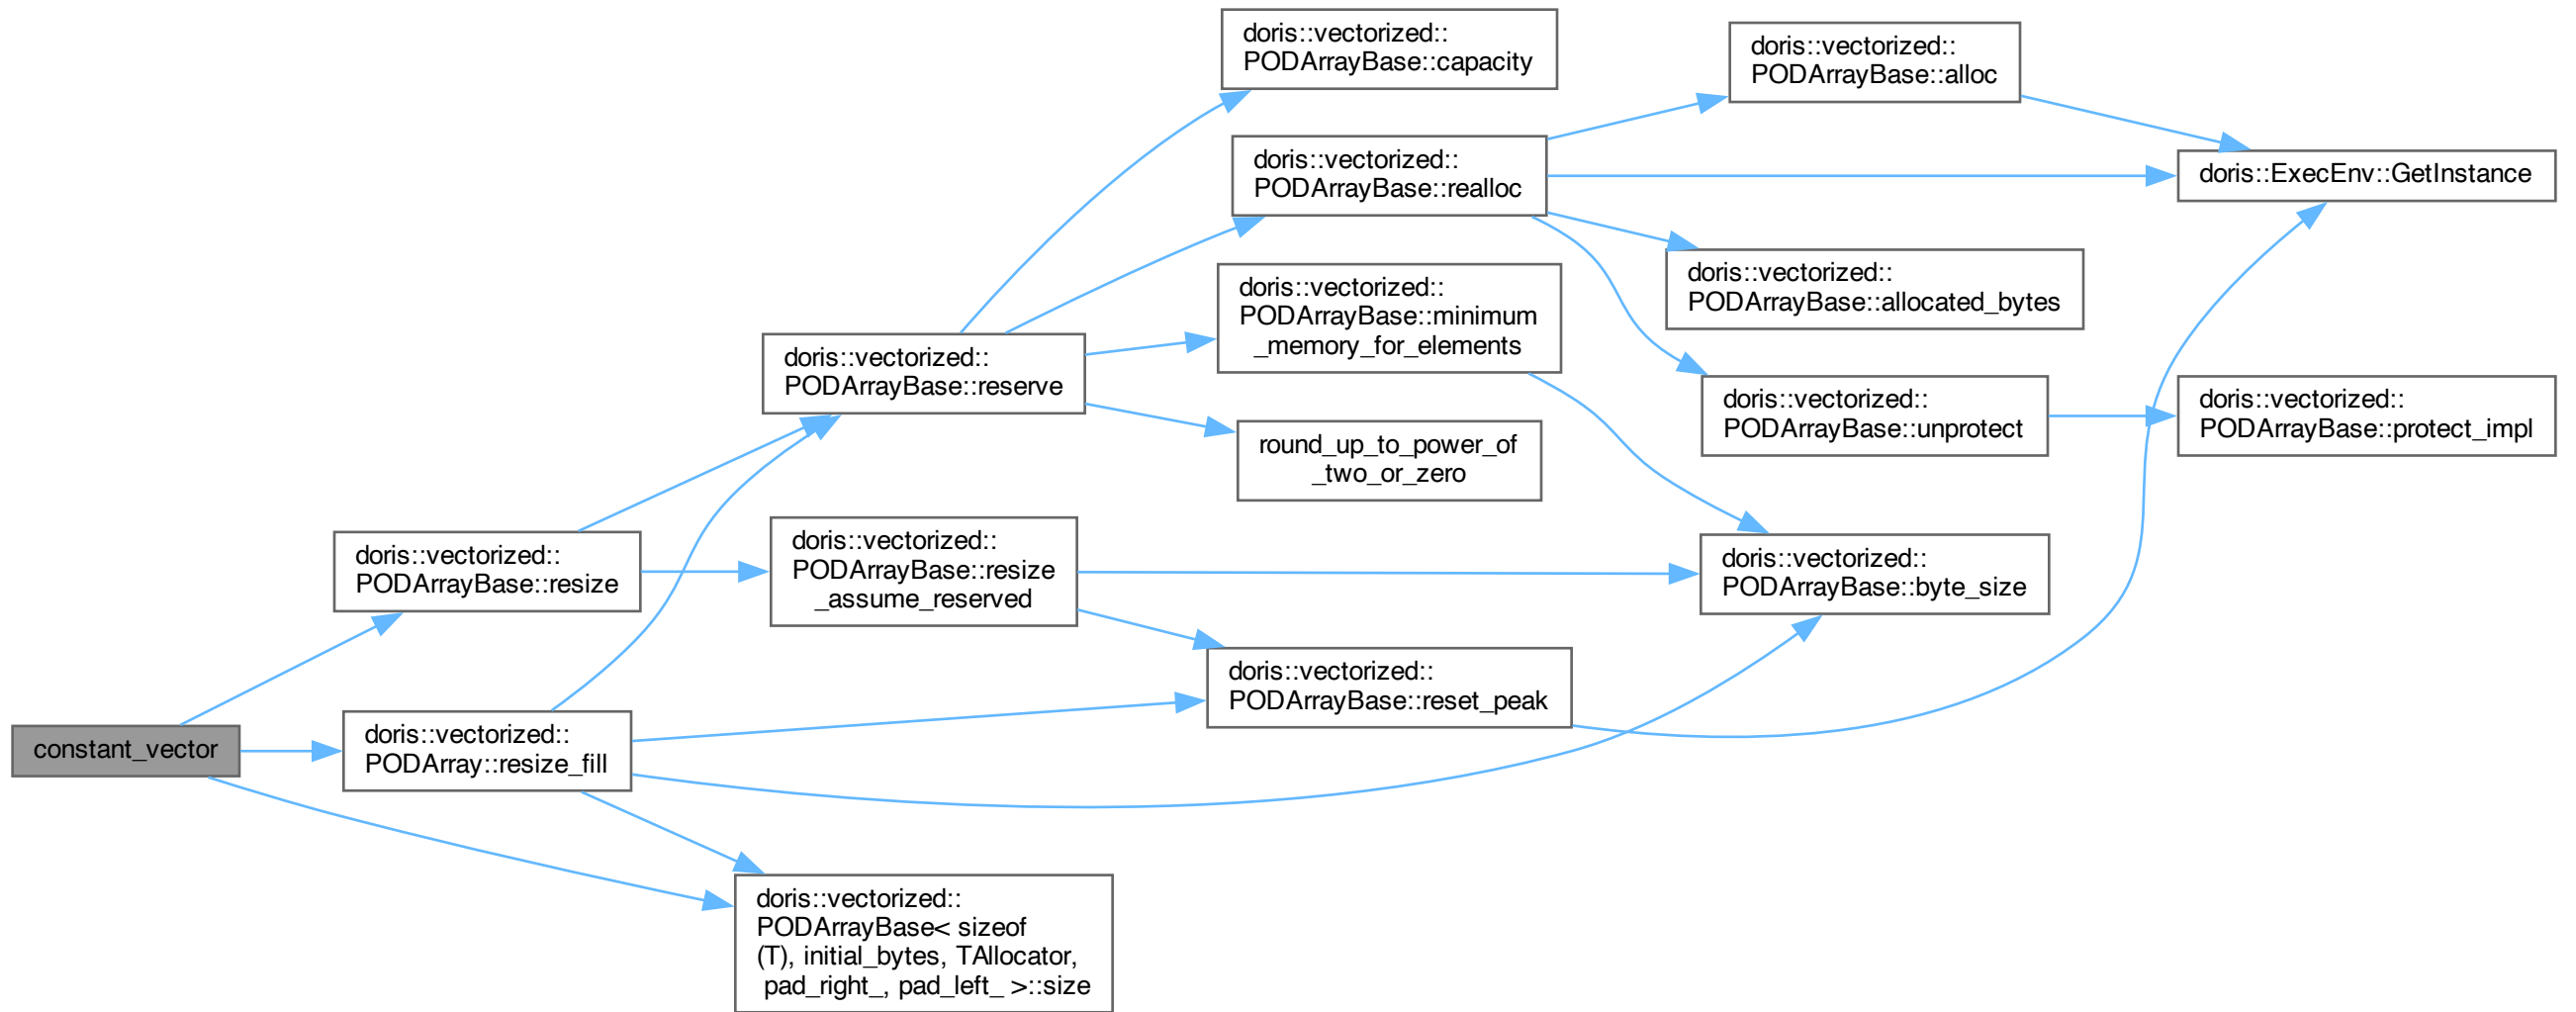 doris::vectorized::
PODArrayBase::capacity
doris::vectorized::
PODArrayBase::alloc
doris::vectorized::
PODArrayBase::realloc
doris::ExecEnv::GetInstance
doris::vectorized::
PODArrayBase::allocated_bytes
doris::vectorized::
PODArrayBase::minimum
_memory_for_elements
doris::vectorized::
PODArrayBase::reserve
doris::vectorized::
PODArrayBase::unprotect
doris::vectorized::
PODArrayBase::protect_impl
round_up_to_power_of
_two_or_zero
doris::vectorized::
PODArrayBase::resize
doris::vectorized::
PODArrayBase::resize
_assume_reserved
doris::vectorized::
PODArrayBase::byte_size
doris::vectorized::
PODArrayBase::reset_peak
constant_vector
doris::vectorized::
PODArray::resize_fill
doris::vectorized::
PODArrayBase< sizeof
(T), initial_bytes, TAllocator,
pad_right_, pad_left_ >::size